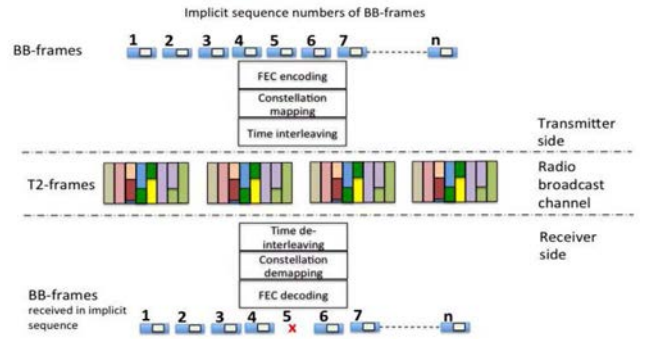 Implicit sequence numbers of BB-frames
BB-frames
1 2 3 4 5 6 7 n
FEC encoding
Constellation
mapping
Time interleaving
Transmitter
side
T2-frames
Radio
broadcast
channel
Time de-
interleaving
Constellation
demapping
FEC decoding
Receiver
side
BB-frames
received in implicit
sequence
1 2 3 4 5 6 7 n
x